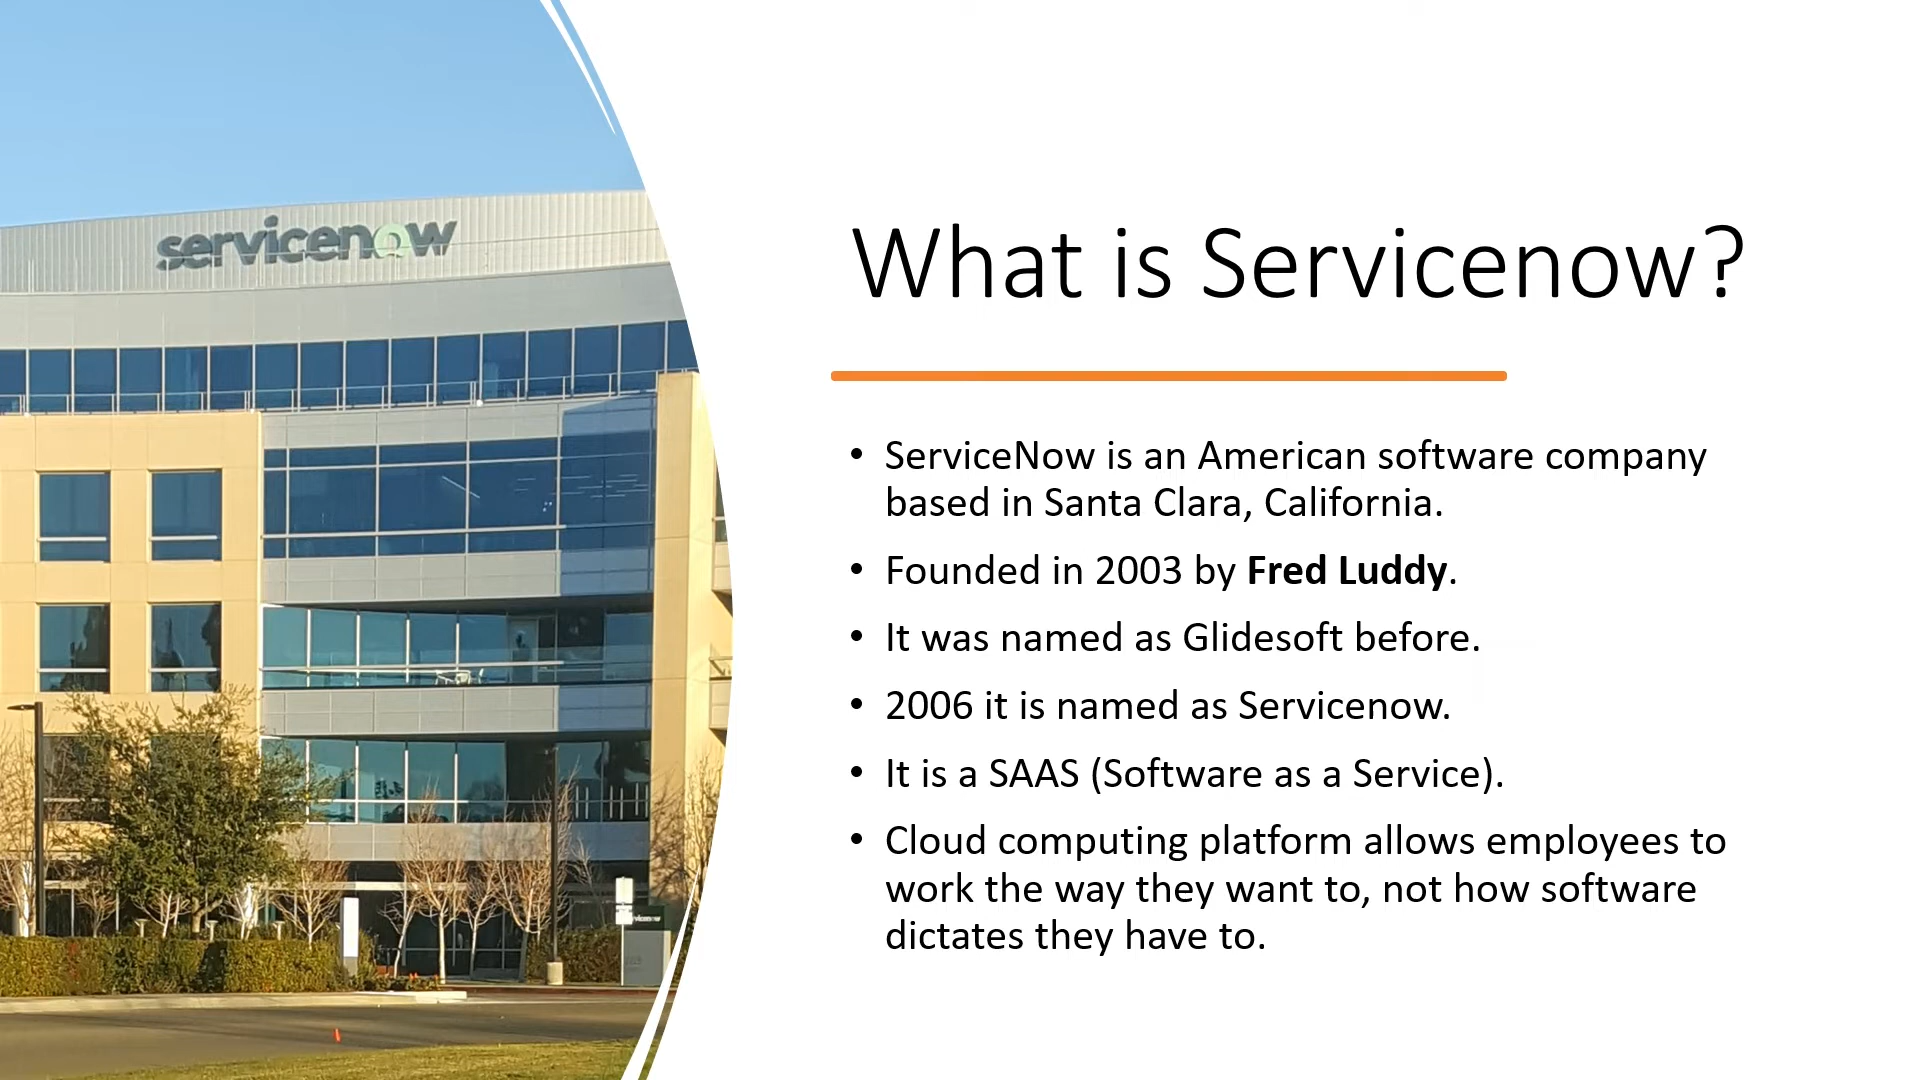 servicenow
What is Servicenow?
• ServiceNow is an American software company
based in Santa Clara, California.
• Founded in 2003 by Fred Luddy.
• It was named as Glidesoft before.
• 2006 it is named as Servicenow.
• It is a SAAS (Software as a Service).
• Cloud computing platform allows employees to
work the way they want to, not how software
dictates they have to.